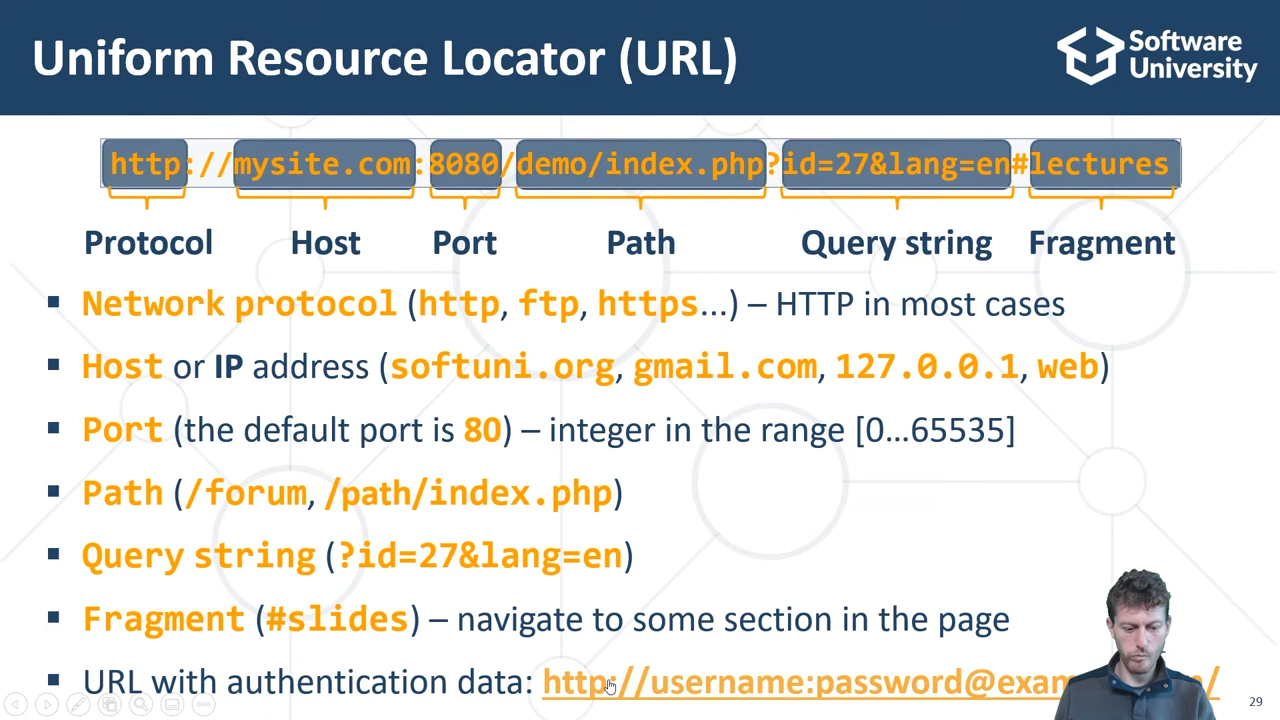 Uniform Resource Locator (URL)
Software
University
http://mysite.com:8080/demo/index.php?id=27&lang=en#lectures
Protocol Host Port Path Query string Fragment
▪ Network protocol (http, ftp, https...) – HTTP in most cases
▪ Host or IP address (softuni.org, gmail.com, 127.0.0.1, web)
▪ Port (the default port is 80) – integer in the range [0…65535]
▪ Path (/forum, /path/index.php)
▪ Query string (?id=27&lang=en)
▪ Fragment (#slides) – navigate to some section in the page
▪ URL with authentication data: http://username:password@exam
29